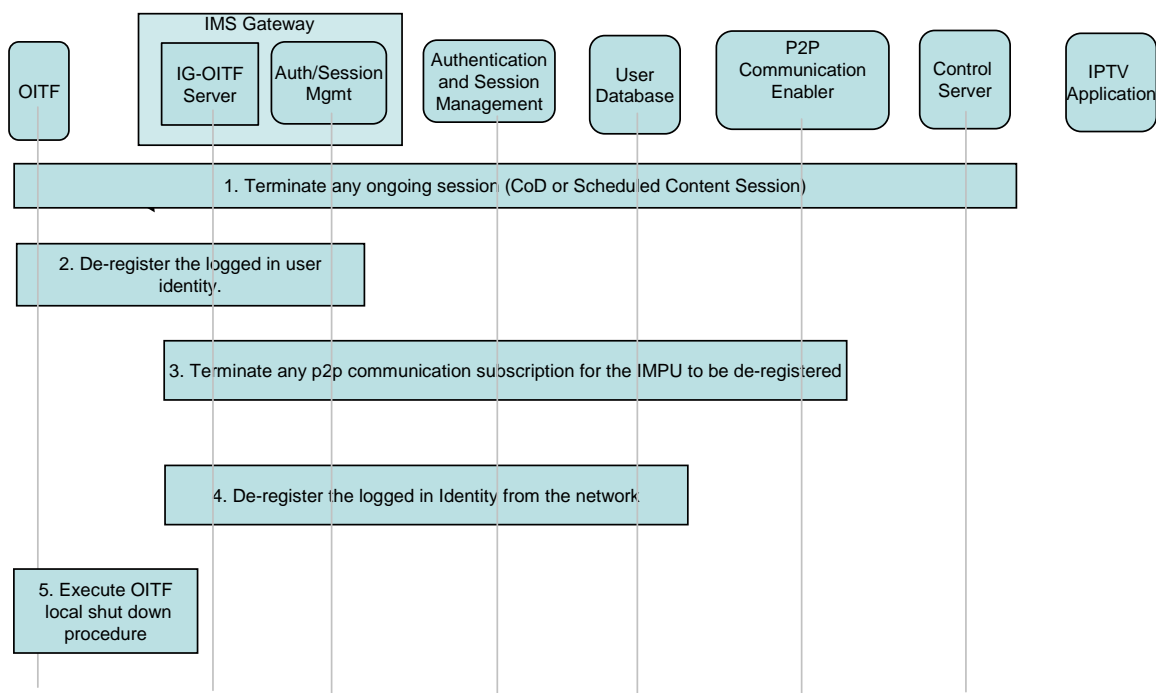 IMS Gateway
OITF
IG-OITF
Server
Auth/Session
Mgmt
Authentication
and Session
Management
User
Database
P2P
Communication
Enabler
Control
Server
IPTV
Application
1. Terminate any ongoing session (CoD or Scheduled Content Session)
2. De-register the logged in user
identity.
3. Terminate any p2p communication subscription for the IMPU to be de-registered
4. De-register the logged in Identity from the network
5. Execute OITF
local shut down
procedure